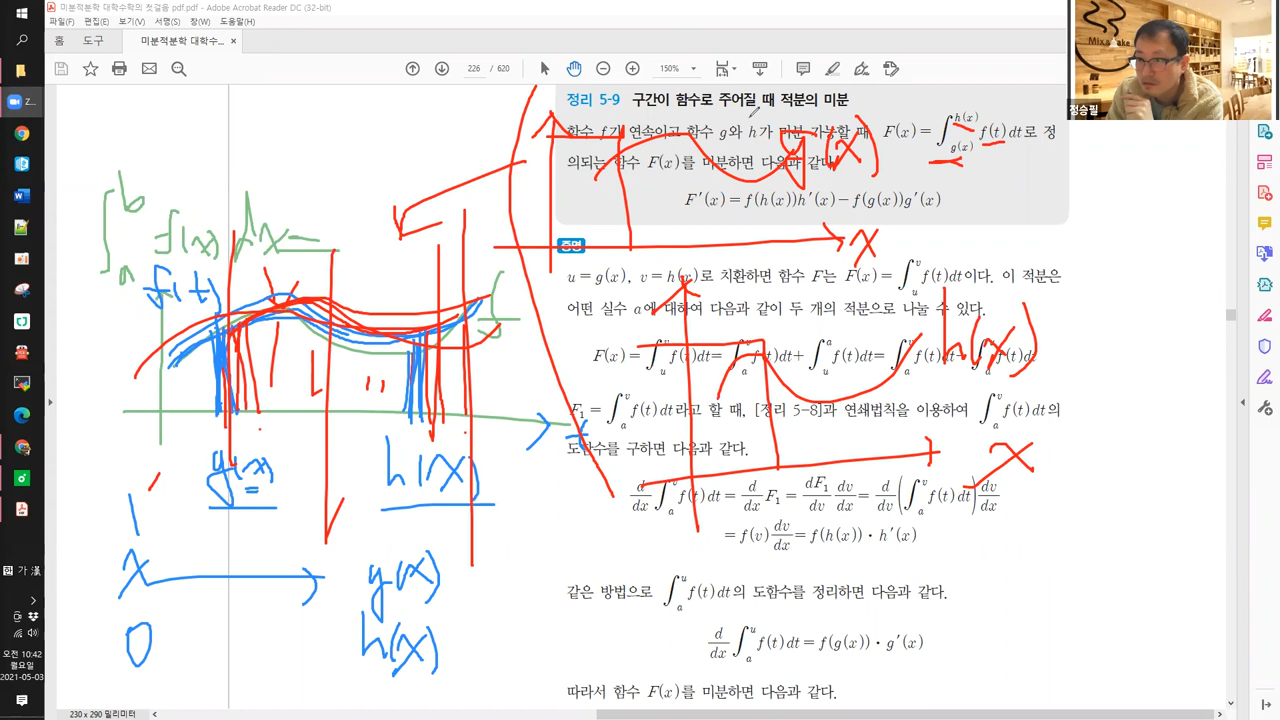 미분적분학 대학수학의 첫걸음 pdf.pdf - Adobe Acrobat Reader DC (32-bit)
파일(F) 편집(E) 보기(V) 서명(S) 창(W) 도움말(H)
홈 도구 미분적분학 대학수... ×
226 / 620 150%
Mix
정승필
정리 5-9 구간이 함수로 주어질 때 적분의 미분
함수 f가 연속이고 함수 g와 h가 미분 가능할 때, F(x) = ∫_{g(x)}^{h(x)} f(t)dt로 정
의되는 함수 F(x)를 미분하면 다음과 같다.
F′(x) = f(h(x))h′(x) − f(g(x))g′(x)
증명
u = g(x), v = h(x)로 치환하면 함수 F는 F(x) = ∫_u^v f(t)dt이다. 이 적분은
어떤 실수 a에 대하여 다음과 같이 두 개의 적분으로 나눌 수 있다.
F(x) = ∫_u^v f(t)dt = ∫_a^v f(t)dt + ∫_u^a f(t)dt = ∫_a^v f(t)dt − ∫_a^u f(t)dt
F₁ = ∫_a^v f(t)dt라고 할 때, [정리 5-8]과 연쇄법칙을 이용하여 ∫_a^v f(t)dt의
도함수를 구하면 다음과 같다.
d/dx ∫_a^v f(t)dt = d/dx F₁ = dF₁/dv dv/dx = d/dv (∫_a^v f(t)dt) dv/dx
= f(v) dv/dx = f(h(x)) · h′(x)
같은 방법으로 ∫_a^u f(t)dt의 도함수를 정리하면 다음과 같다.
d/dx ∫_a^u f(t)dt = f(g(x)) · g′(x)
따라서 함수 F(x)를 미분하면 다음과 같다.
b
f(x) dx
a
f(t)
t
g(x) h(x)
1
x g(x)
0 h(x)
g(x)
x
h(x)
x
오전 10:42
월요일
2021-05-03
230 x 290 밀리미터